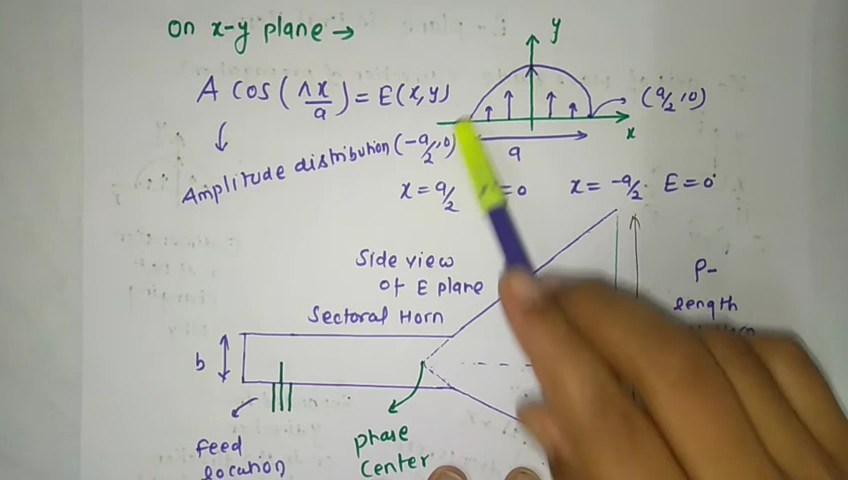 on x-y plane →
y
A cos (πx/a) = E(x,y)
(a/2, 0)
x
Amplitude distribution (-a/2, 0)
a
x = a/2 = 0 x = -a/2 E = 0
Side view
of E plane
Sectoral Horn
ρ-
length
b
feed
location
phase
center